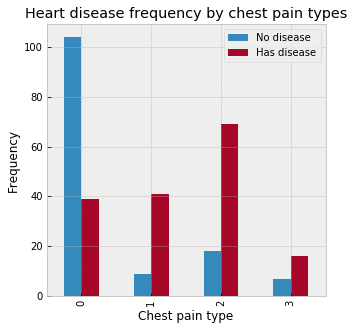 Heart disease frequency by chest pain types
No disease
Has disease
100
80
60
40
20
0
Frequency
0
1
2
3
Chest pain type